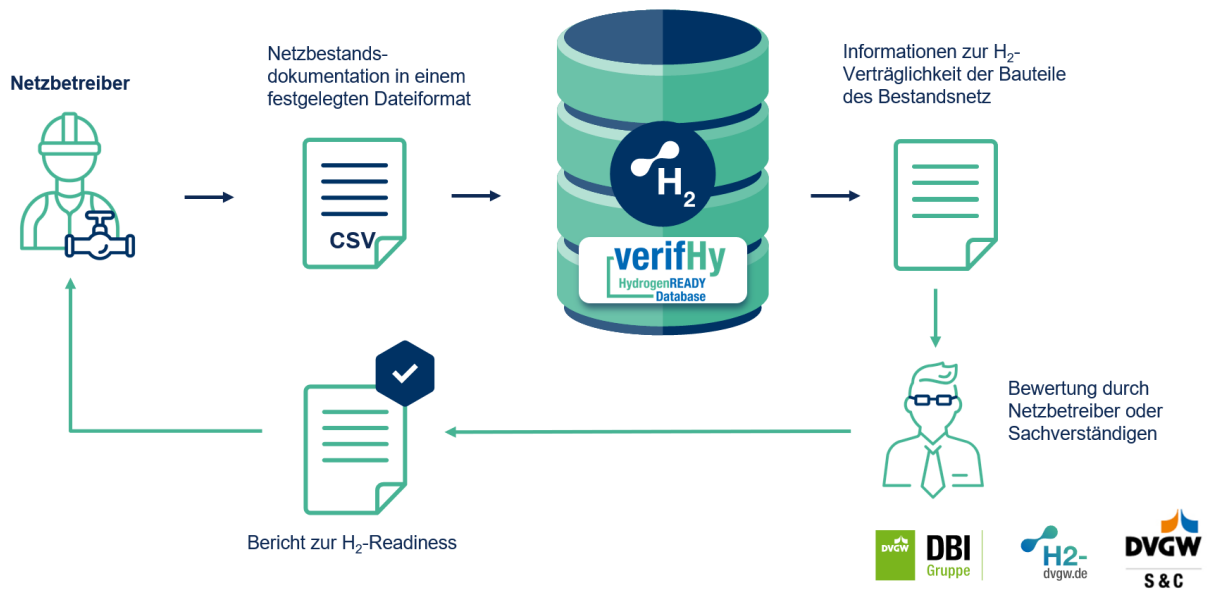 Netzbetreiber
Netzbestands-
dokumentation in einem
festgelegten Dateiformat
CSV
H₂
verifHy
HydrogenREADY
Database
Informationen zur H₂-
Verträglichkeit der Bauteile
des Bestandsnetz
Bewertung durch
Netzbetreiber oder
Sachverständigen
Bericht zur H₂-Readiness
DVGW
DBI
Gruppe
H2-
dvgw.de
DVGW
S & C